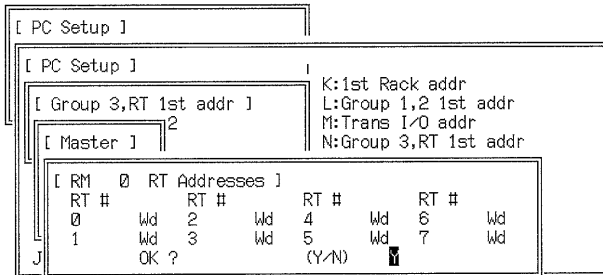 [ PC Setup ]
[ PC Setup ]
K:1st Rack addr
[ Group 3,RT 1st addr ]
L:Group 1,2 1st addr
2
M:Trans I/O addr
[ Master ]
N:Group 3,RT 1st addr
[ RM 0 RT Addresses ]
RT # RT # RT # RT #
0 Wd 2 Wd 4 Wd 6 Wd
1 Wd 3 Wd 5 Wd 7 Wd
J OK ? (Y/N) Y